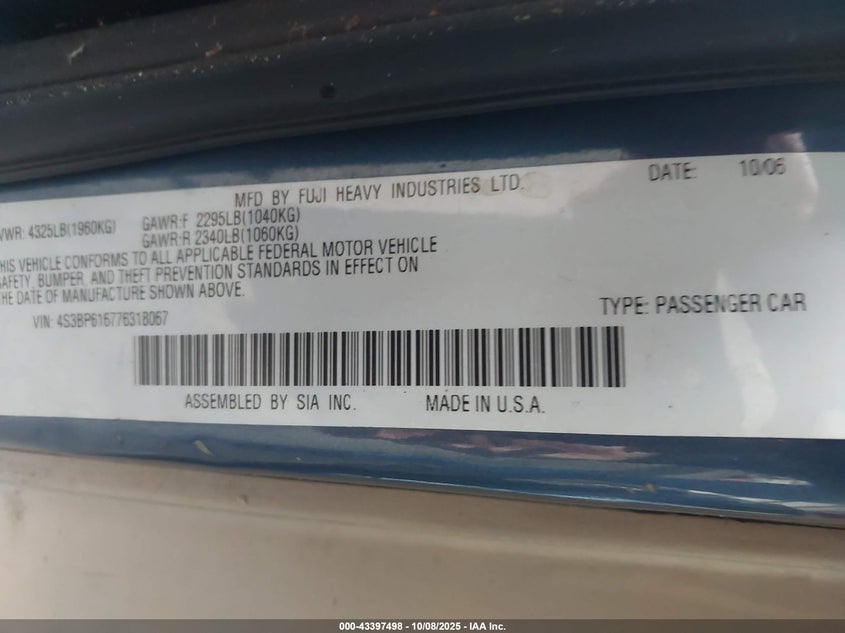 MFD BY FUJI HEAVY INDUSTRIES LTD. DATE: 10/06
VWR: 4325LB(1960KG) GAWR:F 2295LB(1040KG)
GAWR:R 2340LB(1060KG)
THIS VEHICLE CONFORMS TO ALL APPLICABLE FEDERAL MOTOR VEHICLE
SAFETY, BUMPER, AND THEFT PREVENTION STANDARDS IN EFFECT ON
THE DATE OF MANUFACTURE SHOWN ABOVE.
VIN: 4S3BP616776318067 TYPE: PASSENGER CAR
ASSEMBLED BY SIA INC. MADE IN U.S.A.
000-43397498 - 10/08/2025 - IAA Inc.